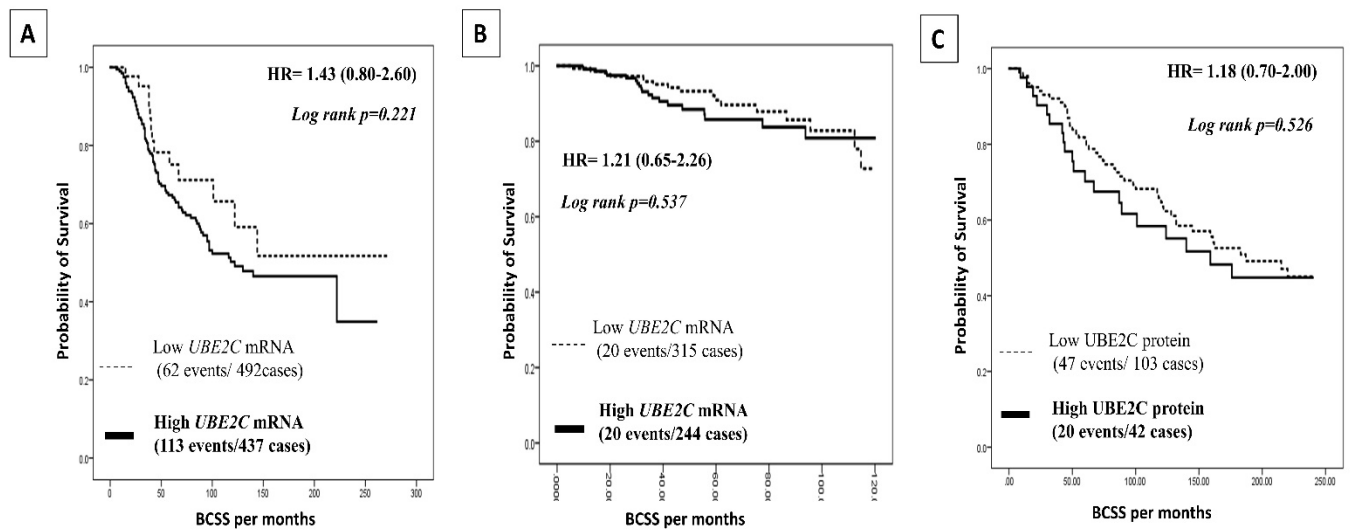 A
HR= 1.43 (0.80-2.60)
Log rank p=0.221
Probability of Survival
1.0
0.8
0.6
0.4
0.2
0.0
Low UBE2C mRNA
(62 events/ 492cases)
High UBE2C mRNA
(113 events/437 cases)
0 50 100 150 200 250 300
BCSS per months
B
HR= 1.21 (0.65-2.26)
Log rank p=0.537
Probability of Survival
1.0
0.8
0.6
0.4
0.2
0.0
Low UBE2C mRNA
(20 events/315 cases)
High UBE2C mRNA
(20 events/244 cases)
BCSS per months
C
HR= 1.18 (0.70-2.00)
Log rank p=0.526
Probability of Survival
1.0
0.8
0.6
0.4
0.2
0.0
Low UBE2C protein
(47 events/ 103 cases)
High UBE2C protein
(20 events/42 cases)
.00 50.00 100.00 150.00 200.00 250.00
BCSS per months